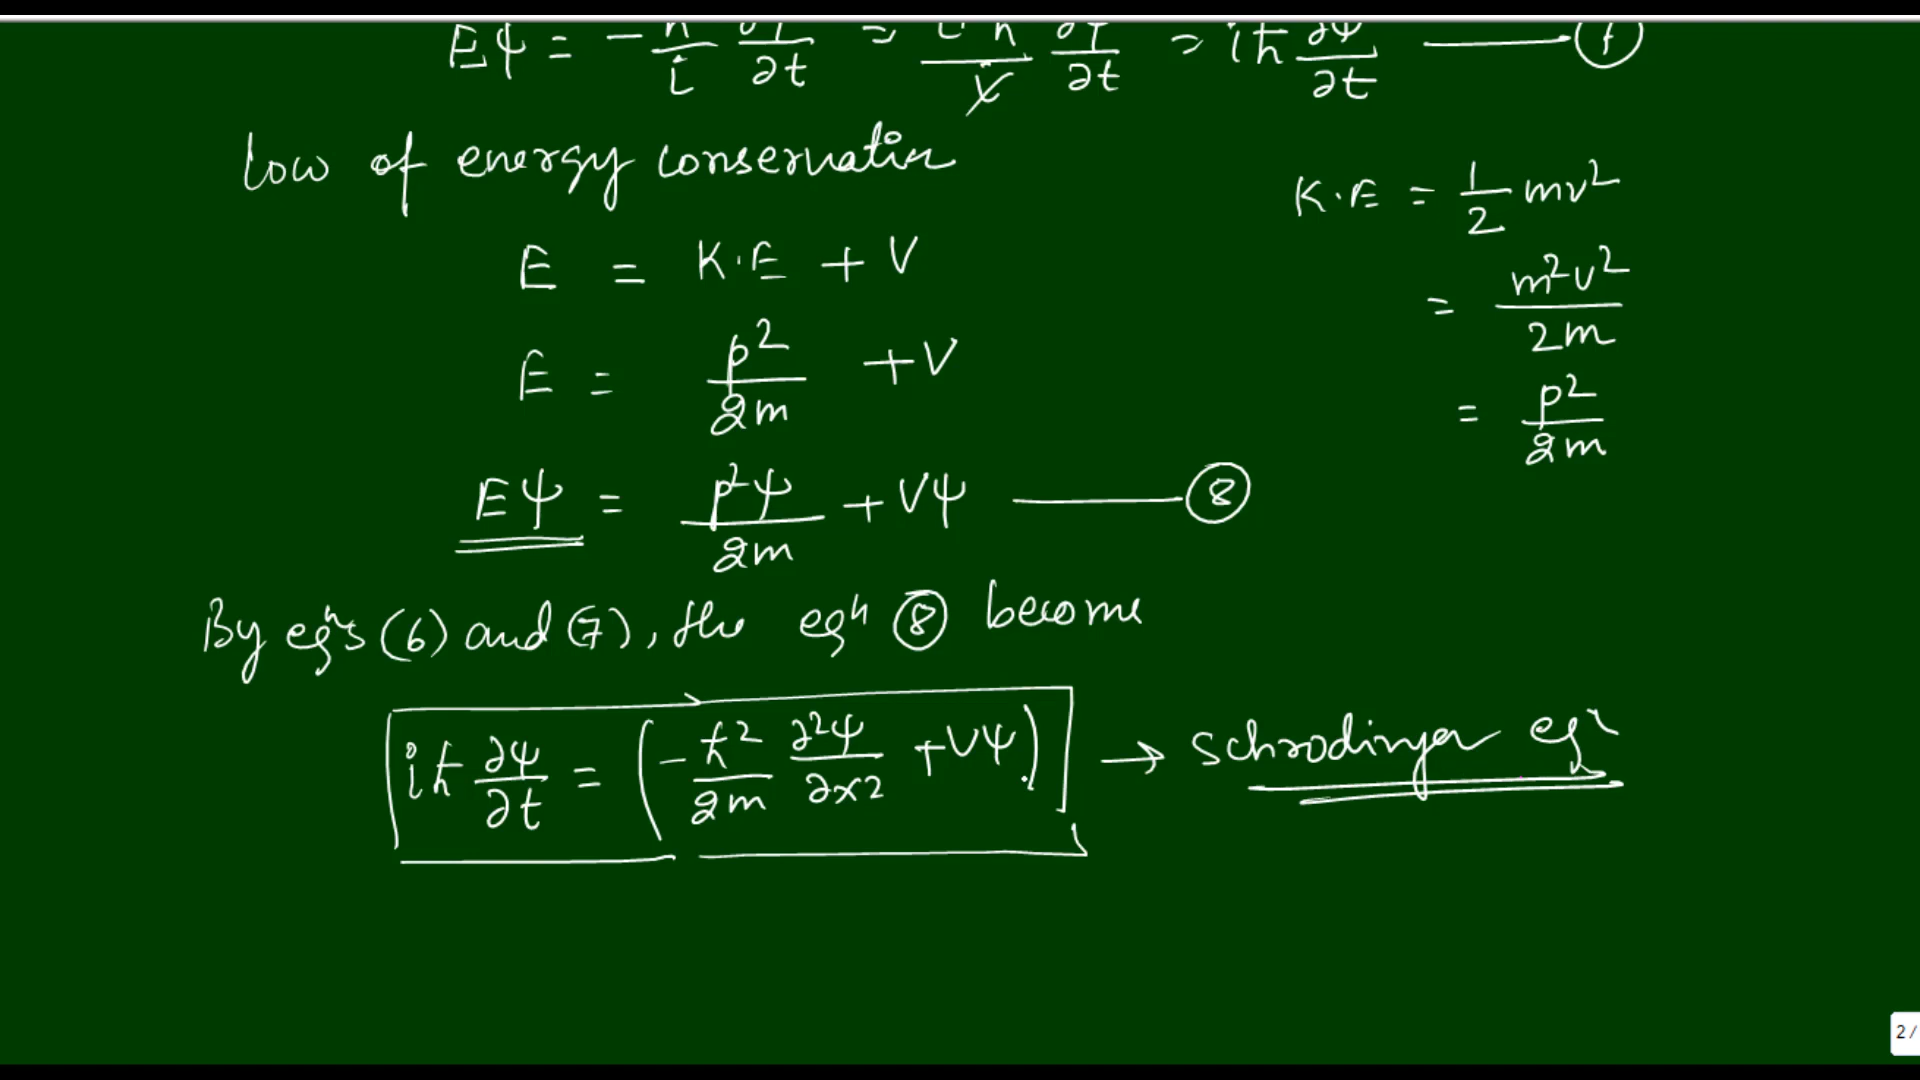 Eψ = - ħ/i ∂ψ/∂t = i²ħ/i ∂ψ/∂t = iħ ∂ψ/∂t —— (7)
Low of energy conservation
K.E = 1/2 mv²
E = K.E + V
= m²v²/2m
E = p²/2m + V
= p²/2m
Eψ = p²ψ/2m + Vψ —— (8)
By eqⁿs (6) and (7), the eqⁿ (8) become
iħ ∂ψ/∂t = (-ħ²/2m ∂²ψ/∂x2 + Vψ) → Schrodinger eqⁿ
2/